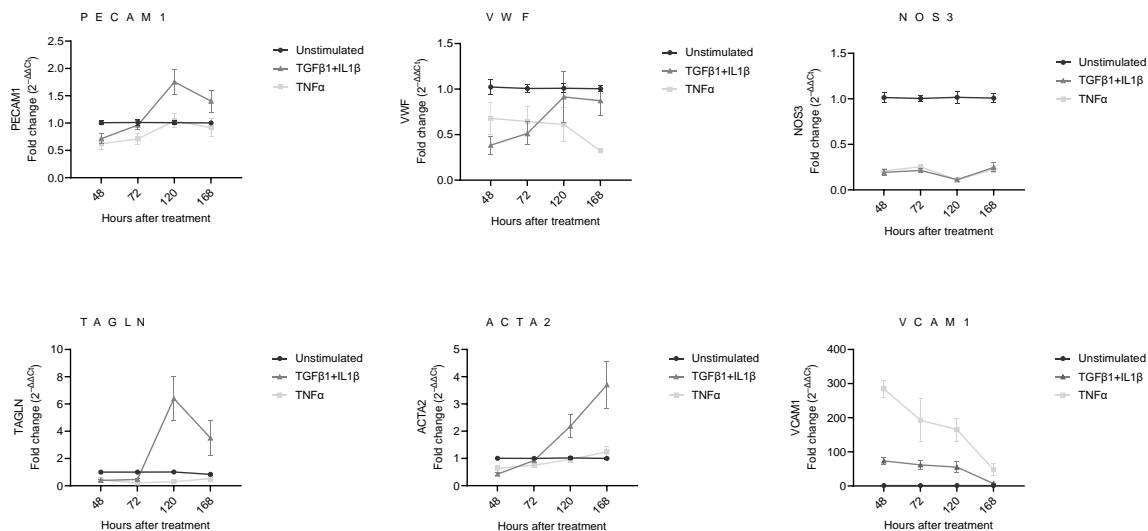 P E C A M 1
PECAM1
Fold change (2⁻ΔΔCt)
2.5
2.0
1.5
1.0
0.5
0.0
48
72
120
168
Hours after treatment
Unstimulated
TGFβ1+IL1β
TNFα
V W F
VWF
Fold change (2⁻ΔΔCt)
1.5
1.0
0.5
0.0
48
72
120
168
Hours after treatment
Unstimulated
TGFβ1+IL1β
TNFα
N O S 3
NOS3
Fold change (2⁻ΔΔCt)
1.5
1.0
0.5
0.0
48
72
120
168
Hours after treatment
Unstimulated
TGFβ1+IL1β
TNFα
T A G L N
TAGLN
Fold change (2⁻ΔΔCt)
10
8
6
4
2
0
48
72
120
168
Hours after treatment
Unstimulated
TGFβ1+IL1β
TNFα
A C T A 2
ACTA2
Fold change (2⁻ΔΔCt)
5
4
3
2
1
0
48
72
120
168
Hours after treatment
Unstimulated
TGFβ1+IL1β
TNFα
V C A M 1
VCAM1
Fold change (2⁻ΔΔCt)
400
300
200
100
0
48
72
120
168
Hours after treatment
Unstimulated
TGFβ1+IL1β
TNFα